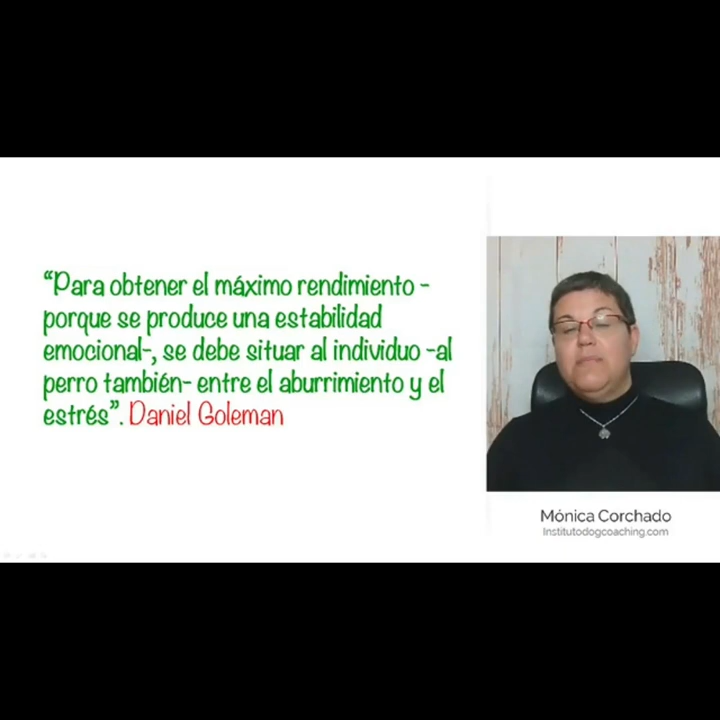 “Para obtener el máximo rendimiento -
porque se produce una estabilidad
emocional-, se debe situar al individuo -al
perro también- entre el aburrimiento y el
estrés”. Daniel Goleman
Mónica Corchado
Institutodogcoaching.com